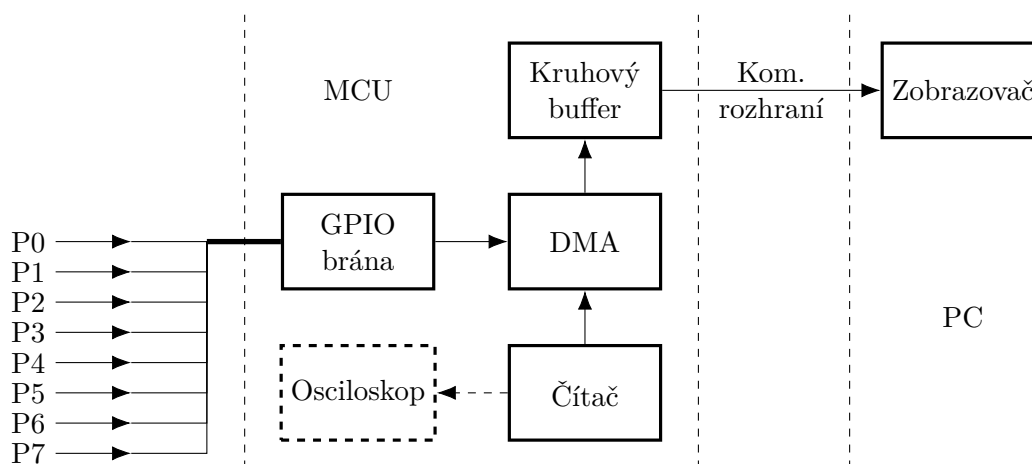 MCU
Kruhový
buffer
Kom.
rozhraní
Zobrazovač
GPIO
brána
DMA
P0
P1
P2
P3
P4
P5
P6
P7
PC
Osciloskop
Čítač